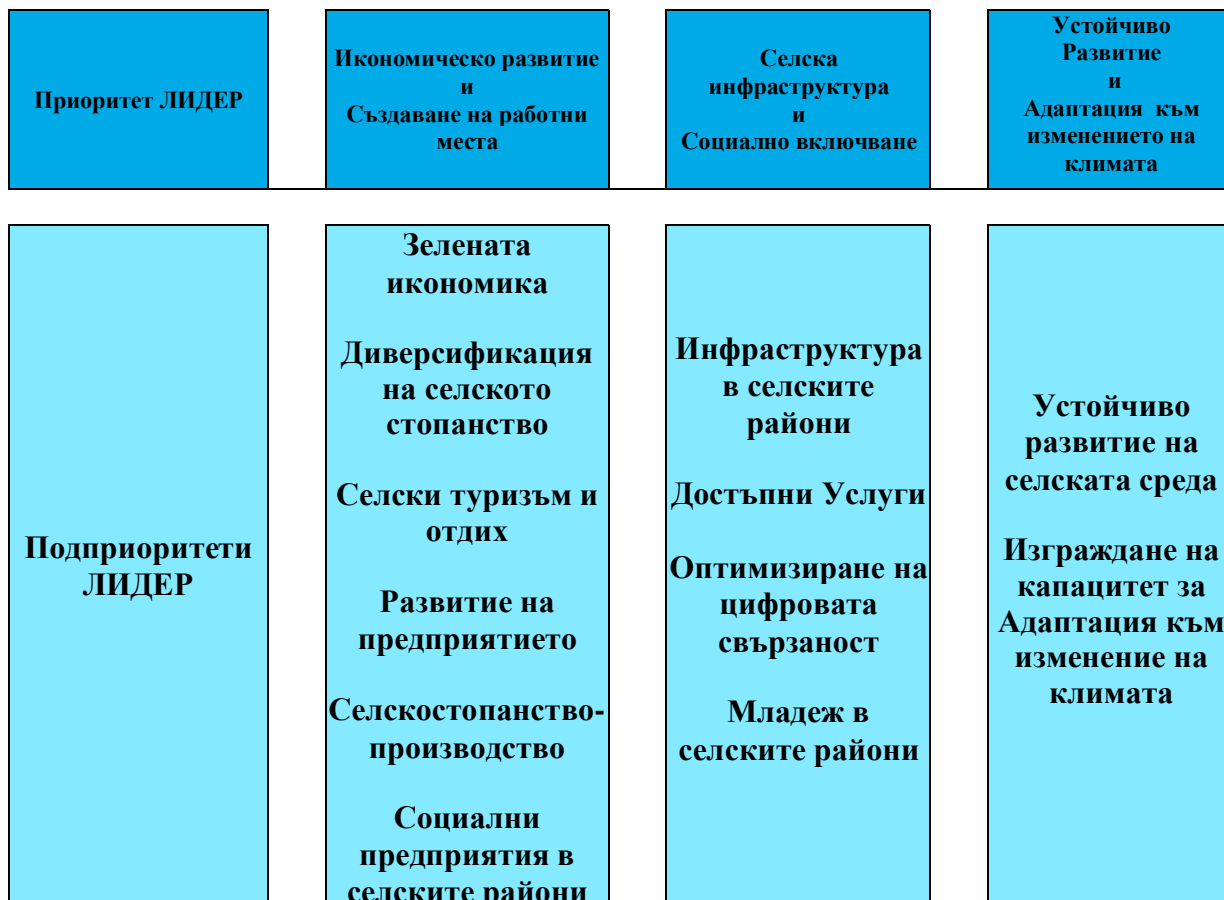 Приоритет ЛИДЕР
Икономическо развитие
и
Създаване на работни
места
Селска
инфраструктура
и
Социално включване
Устойчиво
Развитие
и
Адаптация към
изменението на
климата
Подприоритети
ЛИДЕР
Зелената
икономика
Диверсификация
на селското
стопанство
Селски туризъм и
отдих
Развитие на
предприятието
Селскостопанство-
производство
Социални
предприятия в
селските райони
Инфраструктура
в селските
райони
Достъпни Услуги
Оптимизиране на
цифровата
свързаност
Младеж в
селските райони
Устойчиво
развитие на
селската среда
Изграждане на
капацитет за
Адаптация към
изменение на
климата